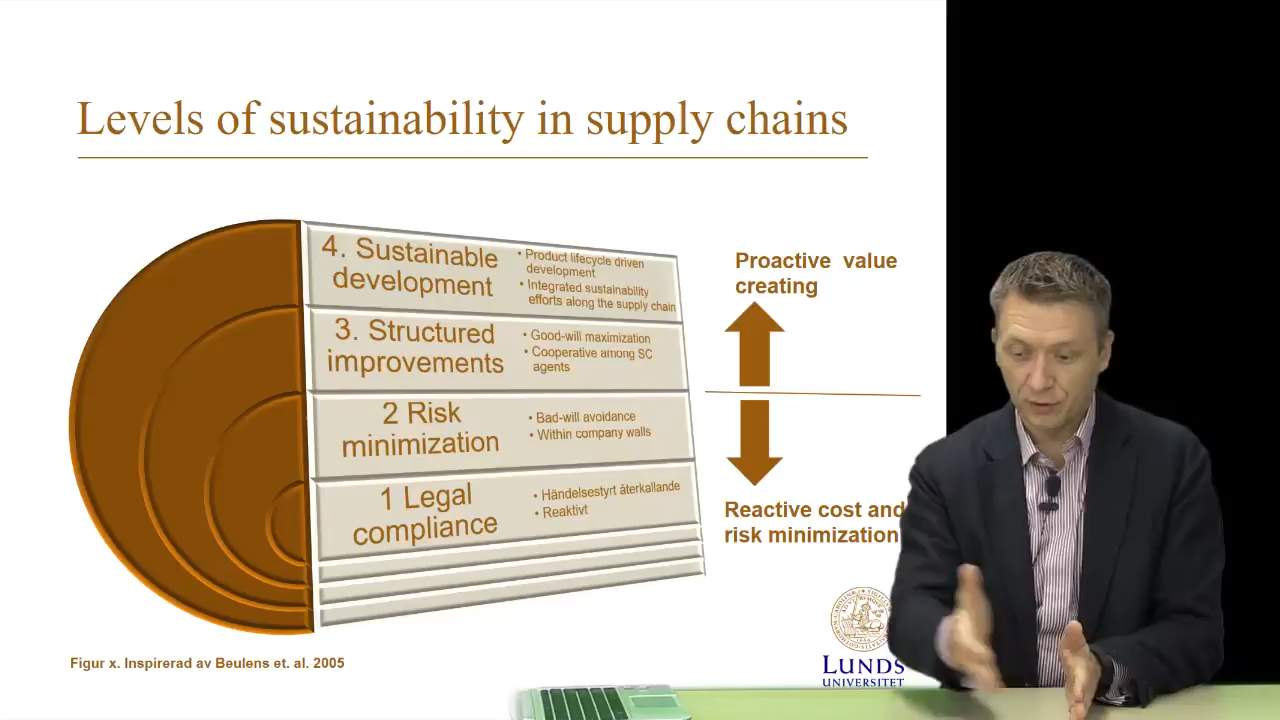 Levels of sustainability in supply chains
4. Sustainable
development
• Product lifecycle driven
development
• Integrated sustainability
efforts along the supply chain
3. Structured
improvements
• Good-will maximization
• Cooperative among SC
agents
2 Risk
minimization
• Bad-will avoidance
• Within company walls
1 Legal
compliance
• Händelsestyrt återkallande
• Reaktivt
Proactive value
creating
Reactive cost and
risk minimization
Figur x. Inspirerad av Beulens et. al. 2005
LUNDS
UNIVERSITET